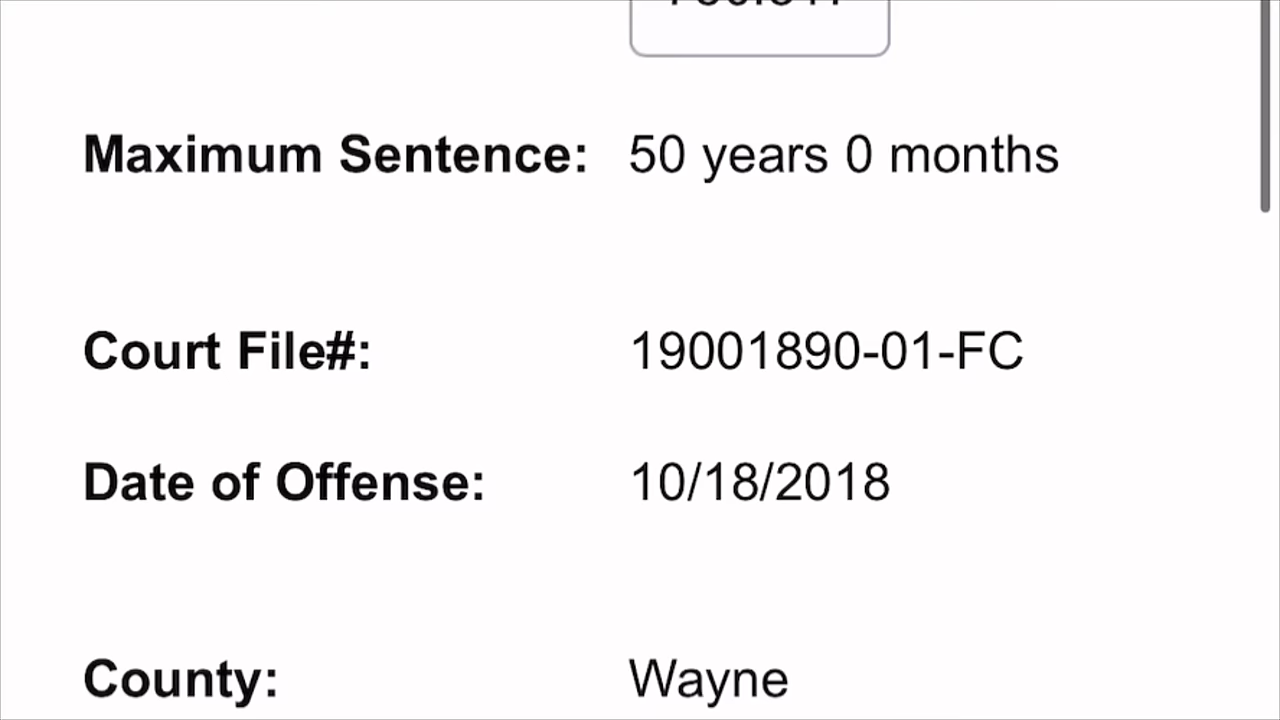 Maximum Sentence: 50 years 0 months
Court File#: 19001890-01-FC
Date of Offense: 10/18/2018
County: Wayne